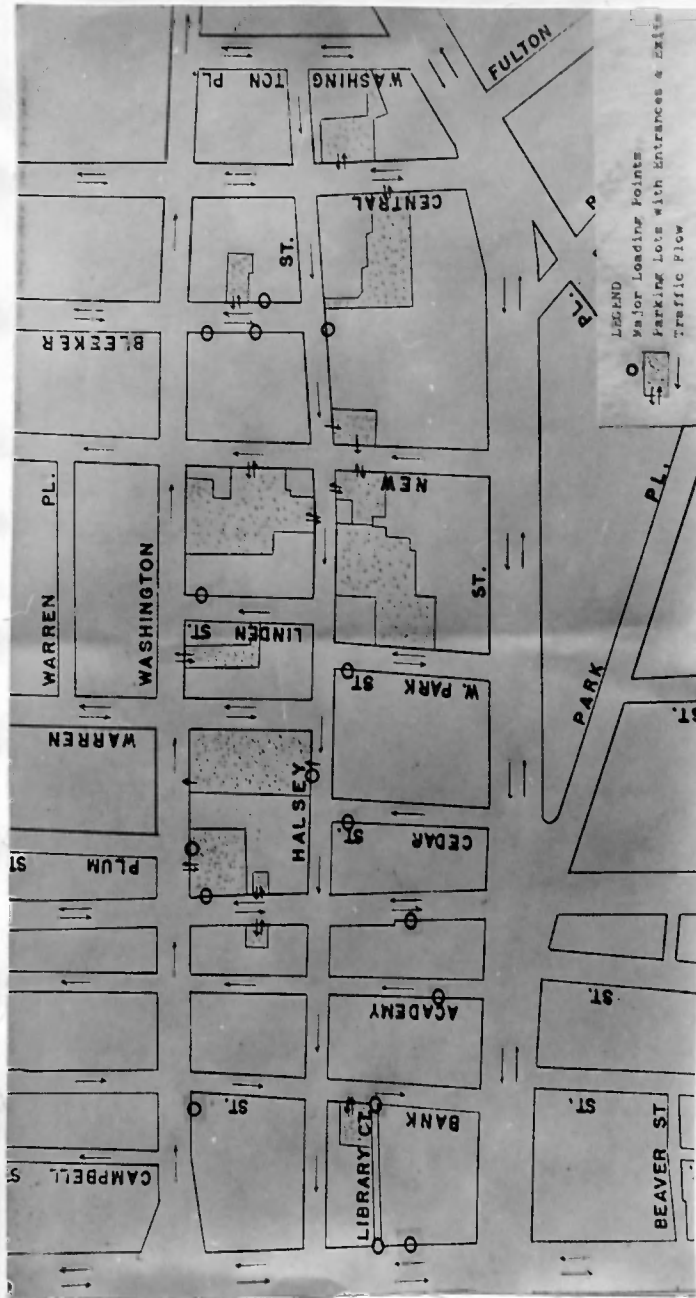 WASHING
TON PL
FULTON
CENTRAL
ST.
BLEEKER
PL.
P
NEW
ST.
WARREN PL.
WASHINGTON
LINDEN
ST.
W. PARK
ST
PARK PL.
ST.
WARREN
HALSEY
CEDAR
ST.
PLUM
ST
ACADEMY
ST.
BANK
ST.
ST.
LIBRARY CT.
CAMPBELL
ST
BEAVER ST
LEGEND
Major Loading Points
Parking Lots with Entrances & Exits
Traffic Flow